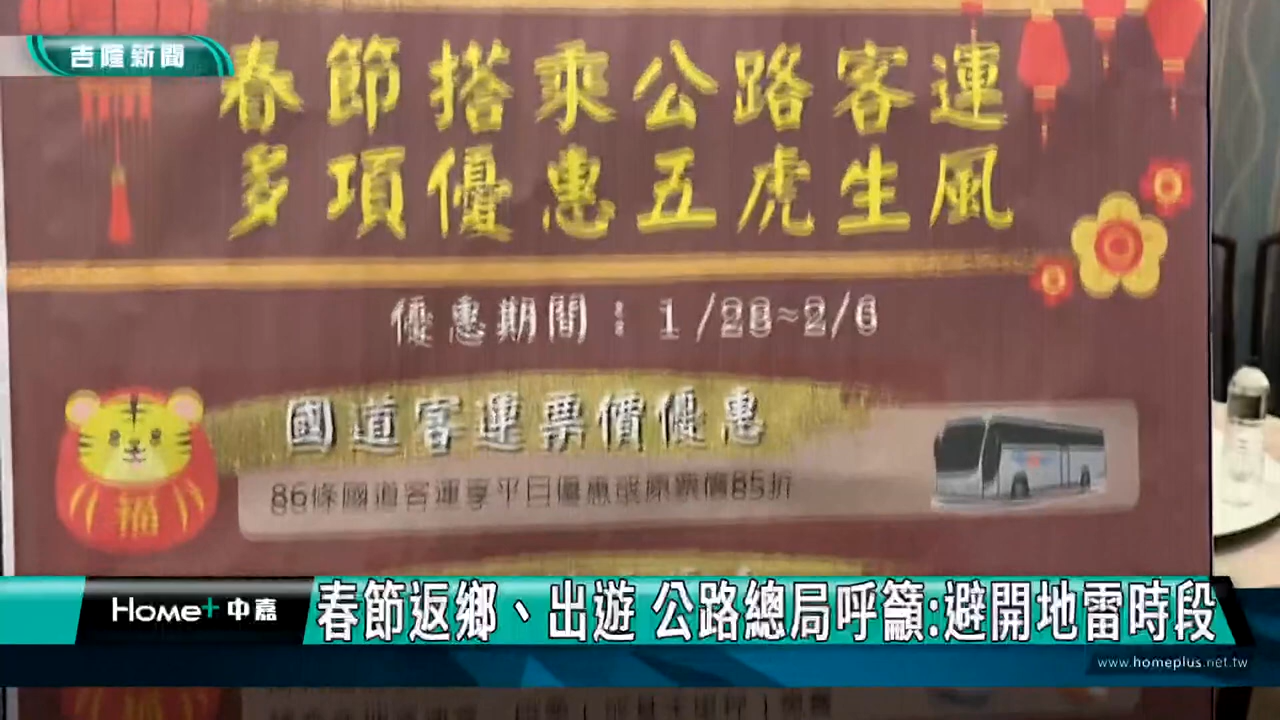 吉隆新聞
春節搭乘公路客運
多項優惠五虎生風
優惠期間：1/28~2/6
國道客運票價優惠
86條國道客運享平日優惠或原票價85折
福
Home+中嘉
春節返鄉、出遊 公路總局呼籲:避開地雷時段
www.homeplus.net.tw